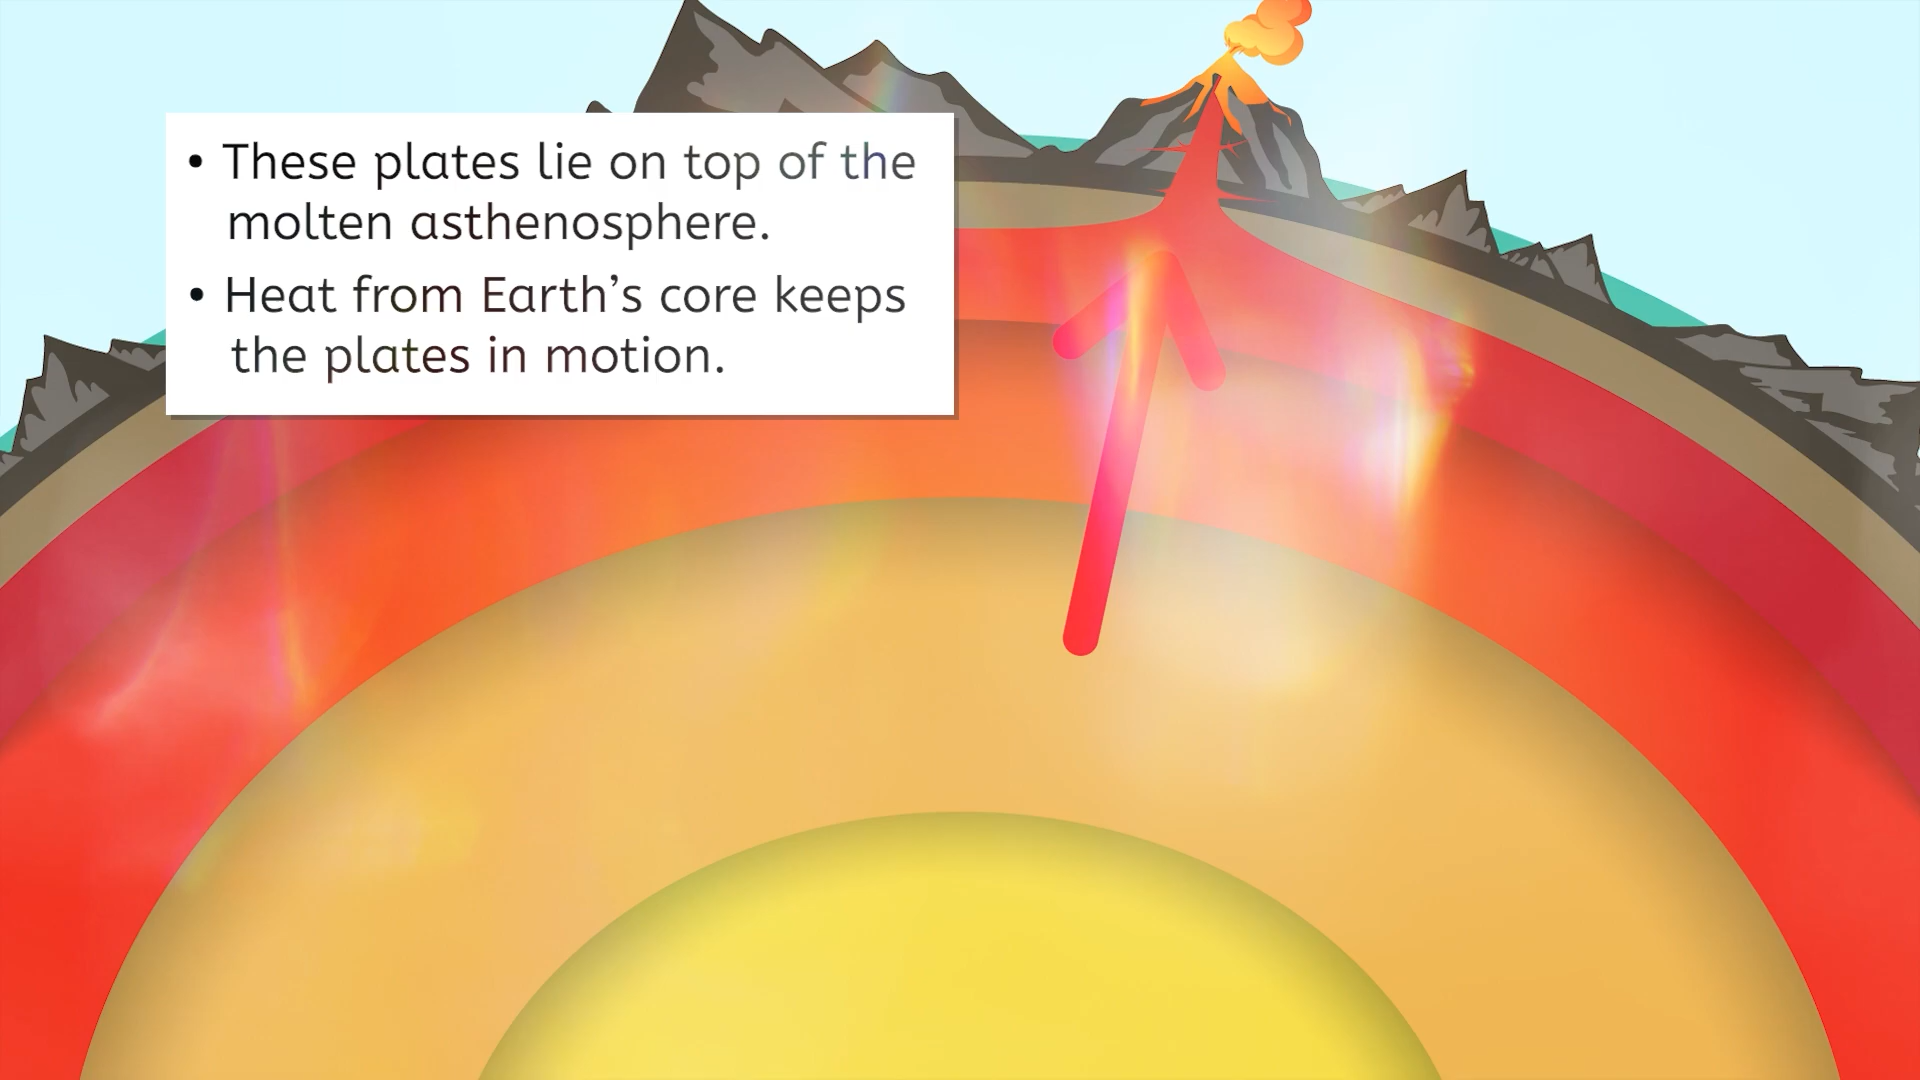 • These plates lie on top of the
molten asthenosphere.
• Heat from Earth’s core keeps
the plates in motion.